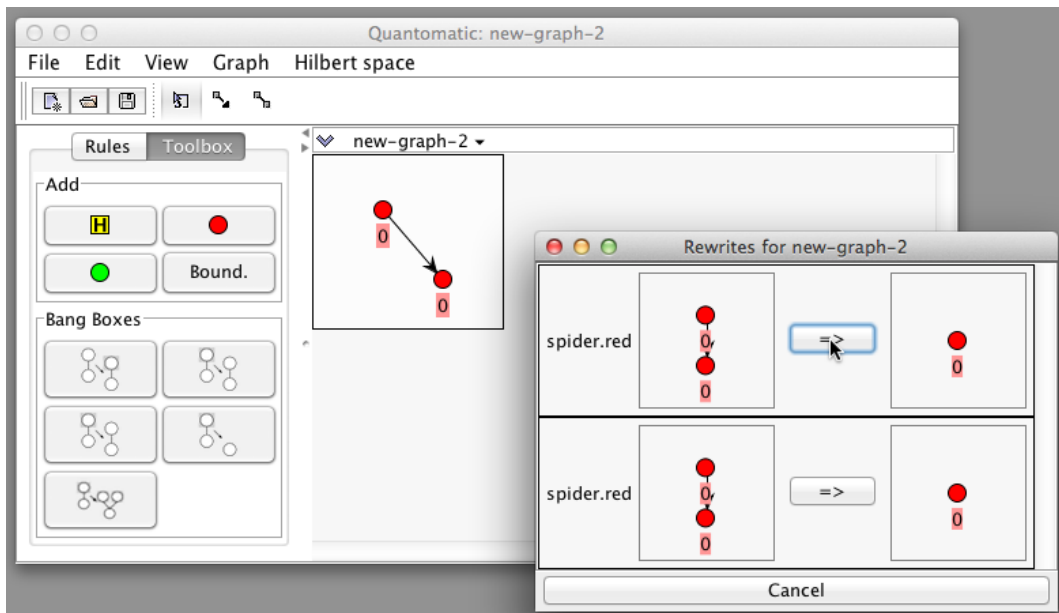 Quantomatic: new-graph-2
File Edit View Graph Hilbert space
Rules Toolbox
new-graph-2
Add
H
Bound.
Bang Boxes
0
0
Rewrites for new-graph-2
spider.red
0
0
=>
0
spider.red
0
0
=>
0
Cancel